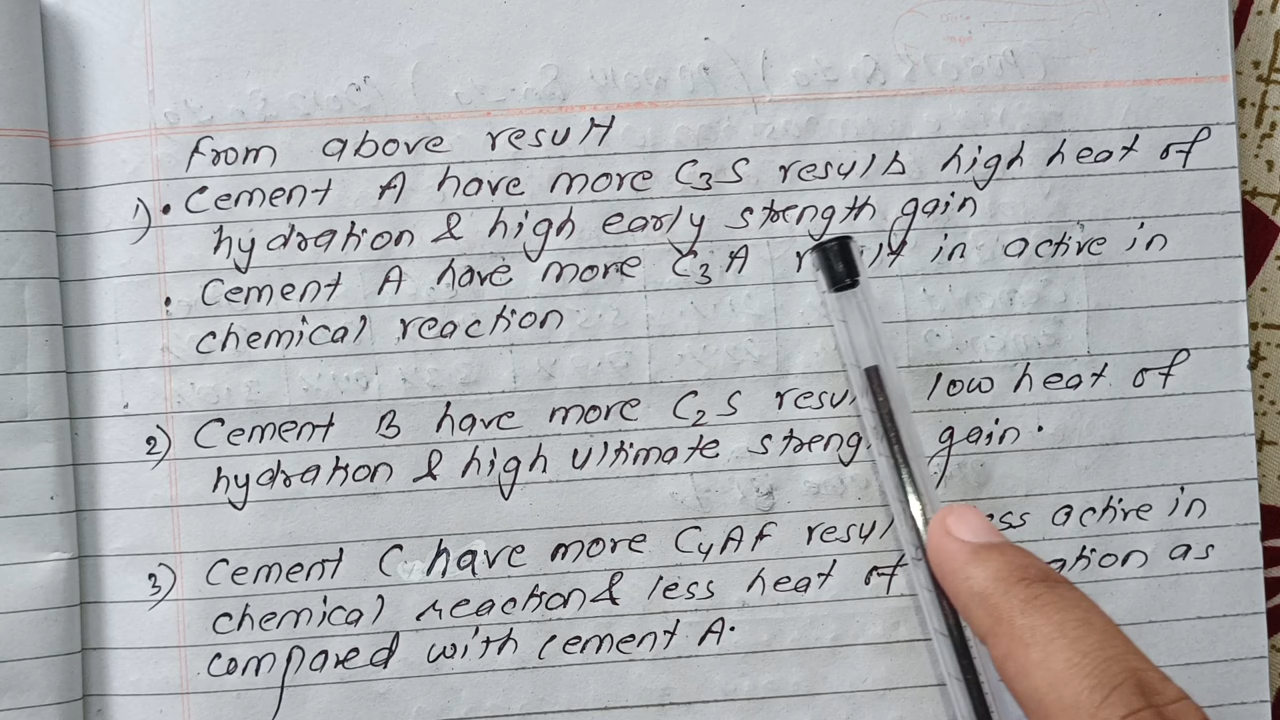 From above result
1) • Cement A have more C3S results high heat of
hydration & high early strength gain
• Cement A have more C3A in active in
chemical reaction
2) Cement B have more C2S low heat of
hydration & high ultimate gain.
3) Cement C have more C4AF active in
chemical reaction & less heat of as
compared with cement A.